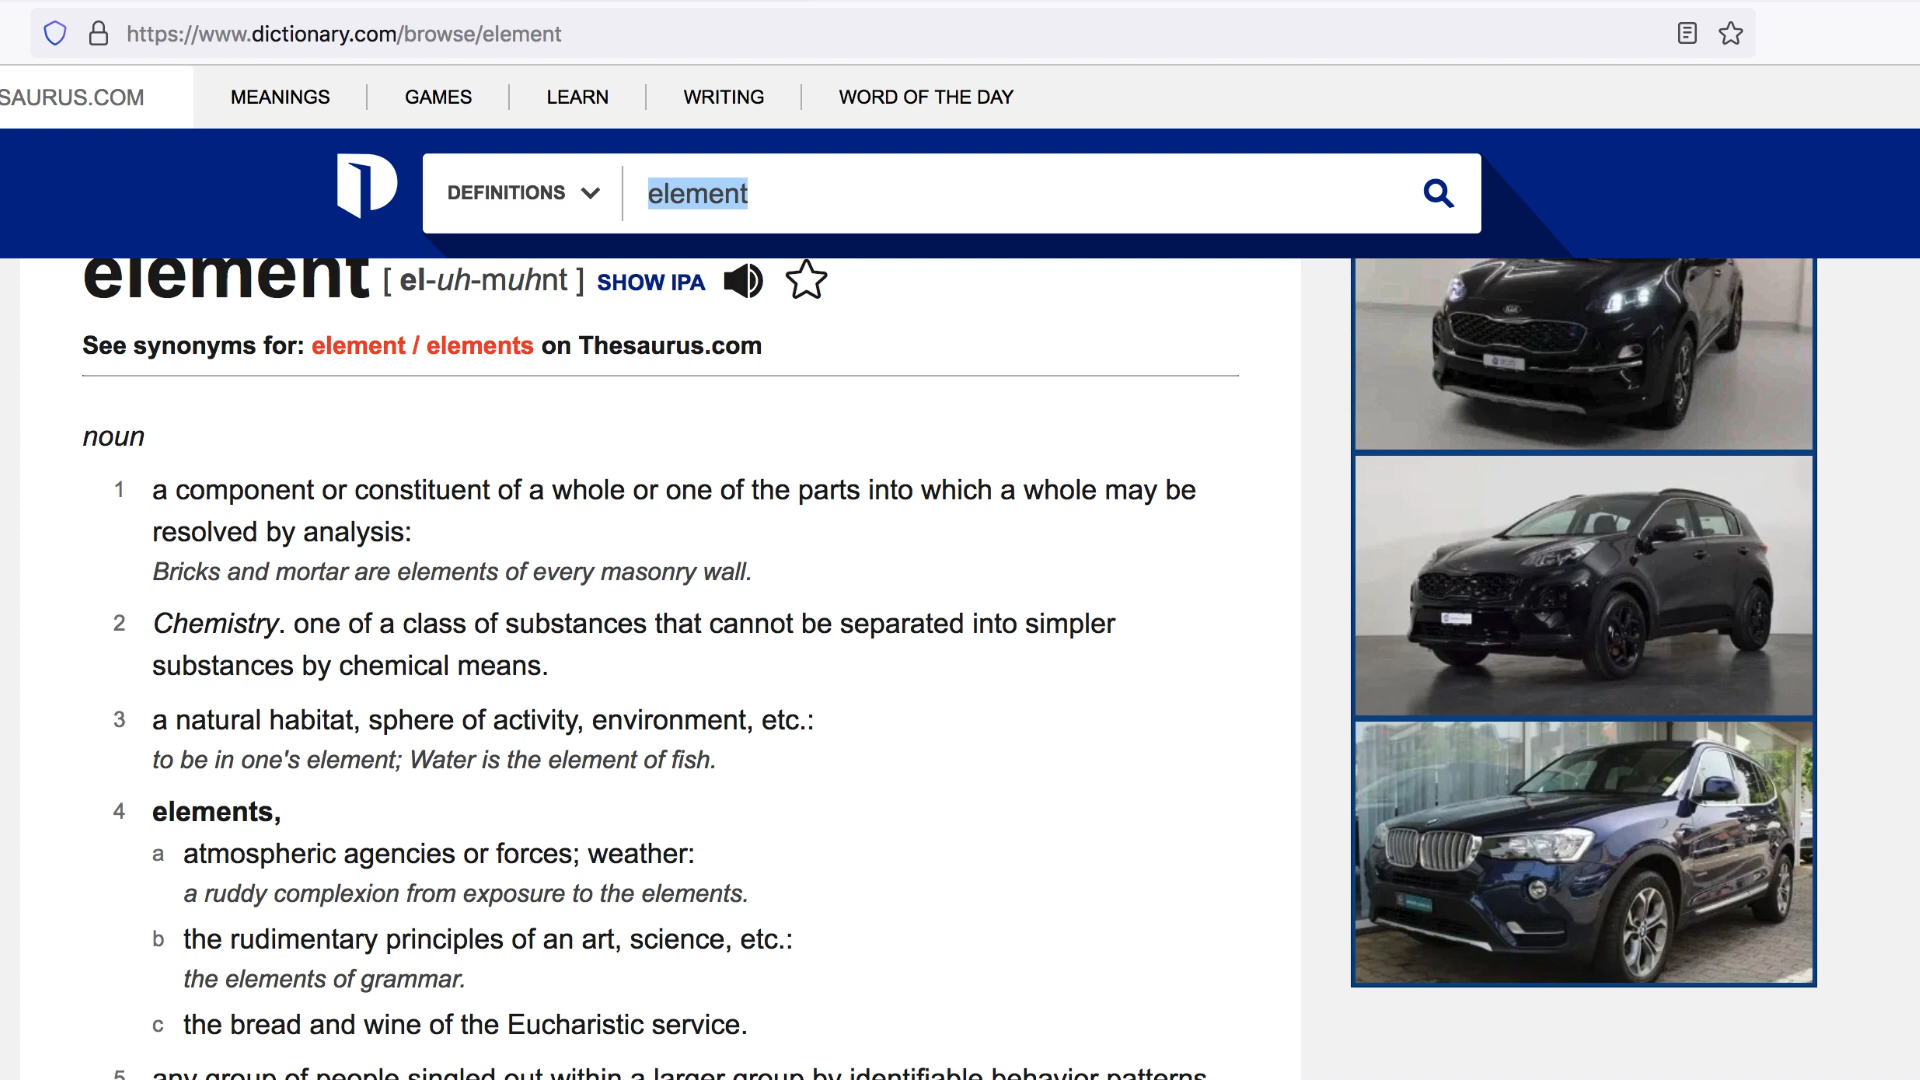 https://www.dictionary.com/browse/element
SAURUS.COM
MEANINGS
GAMES
LEARN
WRITING
WORD OF THE DAY
DEFINITIONS
element
element [ el-uh-muhnt ] SHOW IPA
See synonyms for: element / elements on Thesaurus.com
noun
1 a component or constituent of a whole or one of the parts into which a whole may be
resolved by analysis:
Bricks and mortar are elements of every masonry wall.
2 Chemistry. one of a class of substances that cannot be separated into simpler
substances by chemical means.
3 a natural habitat, sphere of activity, environment, etc.:
to be in one's element; Water is the element of fish.
4 elements,
a atmospheric agencies or forces; weather:
a ruddy complexion from exposure to the elements.
b the rudimentary principles of an art, science, etc.:
the elements of grammar.
c the bread and wine of the Eucharistic service.
5 any group of people singled out within a larger group by identifiable behavior patterns,